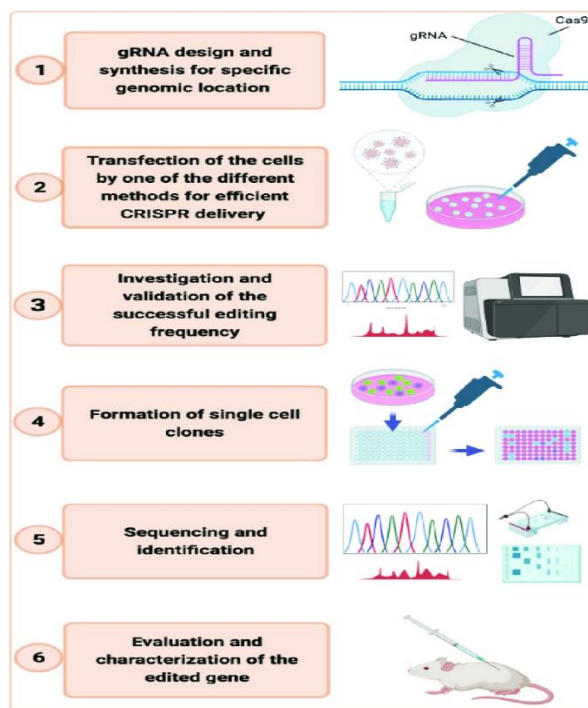 Cas9
gRNA
1
gRNA design and
synthesis for specific
genomic location
2
Transfection of the cells
by one of the different
methods for efficient
CRISPR delivery
3
Investigation and
validation of the
successful editing
frequency
4
Formation of single cell
clones
5
Sequencing and
identification
6
Evaluation and
characterization of the
edited gene